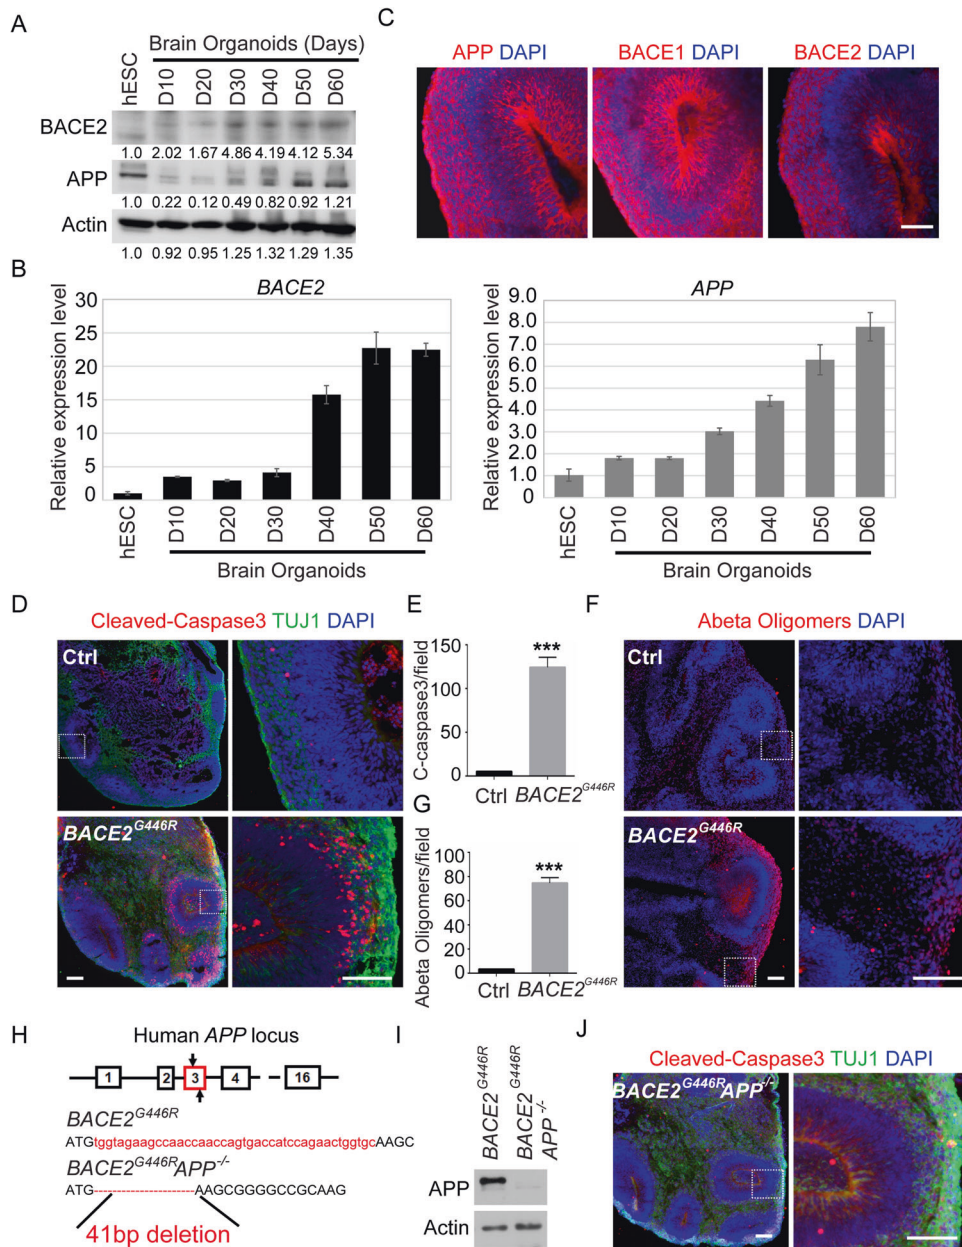 A
Brain Organoids (Days)
hESC
D10
D20
D30
D40
D50
D60
BACE2
1.0 2.02 1.67 4.86 4.19 4.12 5.34
APP
1.0 0.22 0.12 0.49 0.82 0.92 1.21
Actin
1.0 0.92 0.95 1.25 1.32 1.29 1.35
C
APP DAPI
BACE1 DAPI
BACE2 DAPI
B
BACE2
Relative expression level
30
25
20
15
10
5
0
hESC
D10
D20
D30
D40
D50
D60
Brain Organoids
APP
Relative expression level
9.0
8.0
7.0
6.0
5.0
4.0
3.0
2.0
1.0
0
hESC
D10
D20
D30
D40
D50
D60
Brain Organoids
D
Cleaved-Caspase3 TUJ1 DAPI
Ctrl
BACE2G446R
E
C-caspase3/field
150
100
50
0
***
Ctrl BACE2G446R
G
Abeta Oligomers/field
100
80
60
40
20
0
***
Ctrl BACE2G446R
F
Abeta Oligomers DAPI
Ctrl
BACE2G446R
H
Human APP locus
1 2 3 4 16
BACE2G446R
ATGtggtagaagccaaccaaccagtgaccatccagaactggtgcAAGC
BACE2G446RAPP-/-
AAGCGGGGCCGCAAG
41bp deletion
I
BACE2G446R
BACE2G446R
APP-/-
APP
Actin
J
Cleaved-Caspase3 TUJ1 DAPI
BACE2G446RAPP-/-